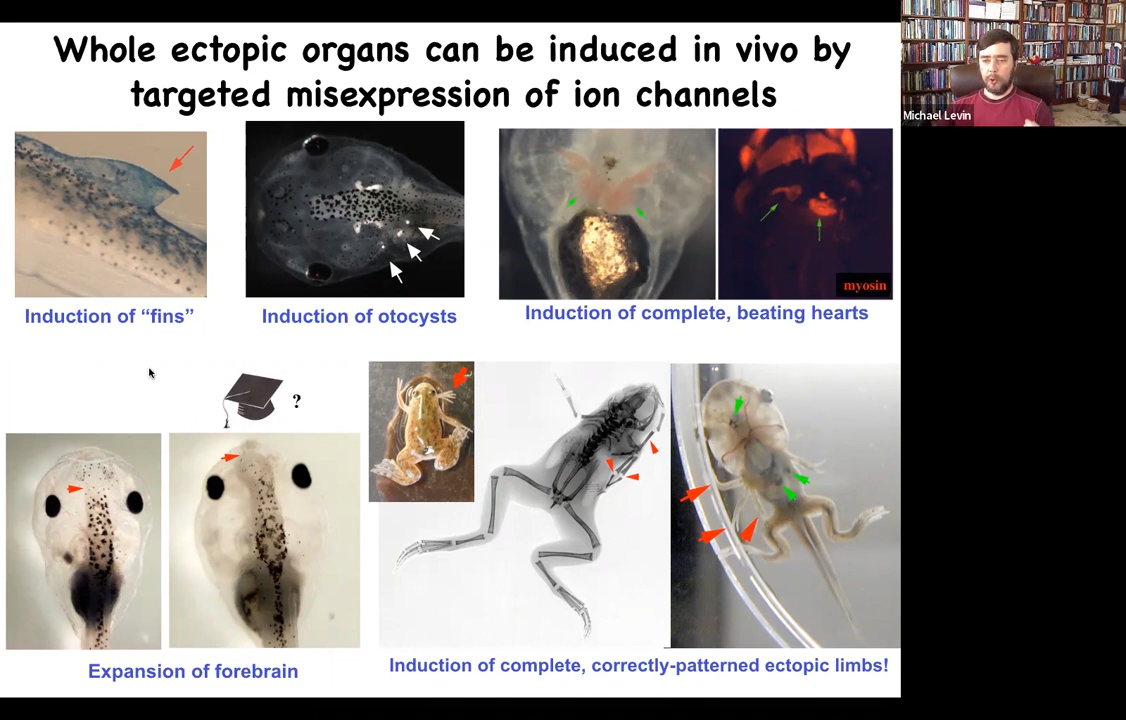 Whole ectopic organs can be induced in vivo by
targeted misexpression of ion channels
Michael Levin
myosin
Induction of “fins”
Induction of otocysts
Induction of complete, beating hearts
?
Expansion of forebrain
Induction of complete, correctly-patterned ectopic limbs!